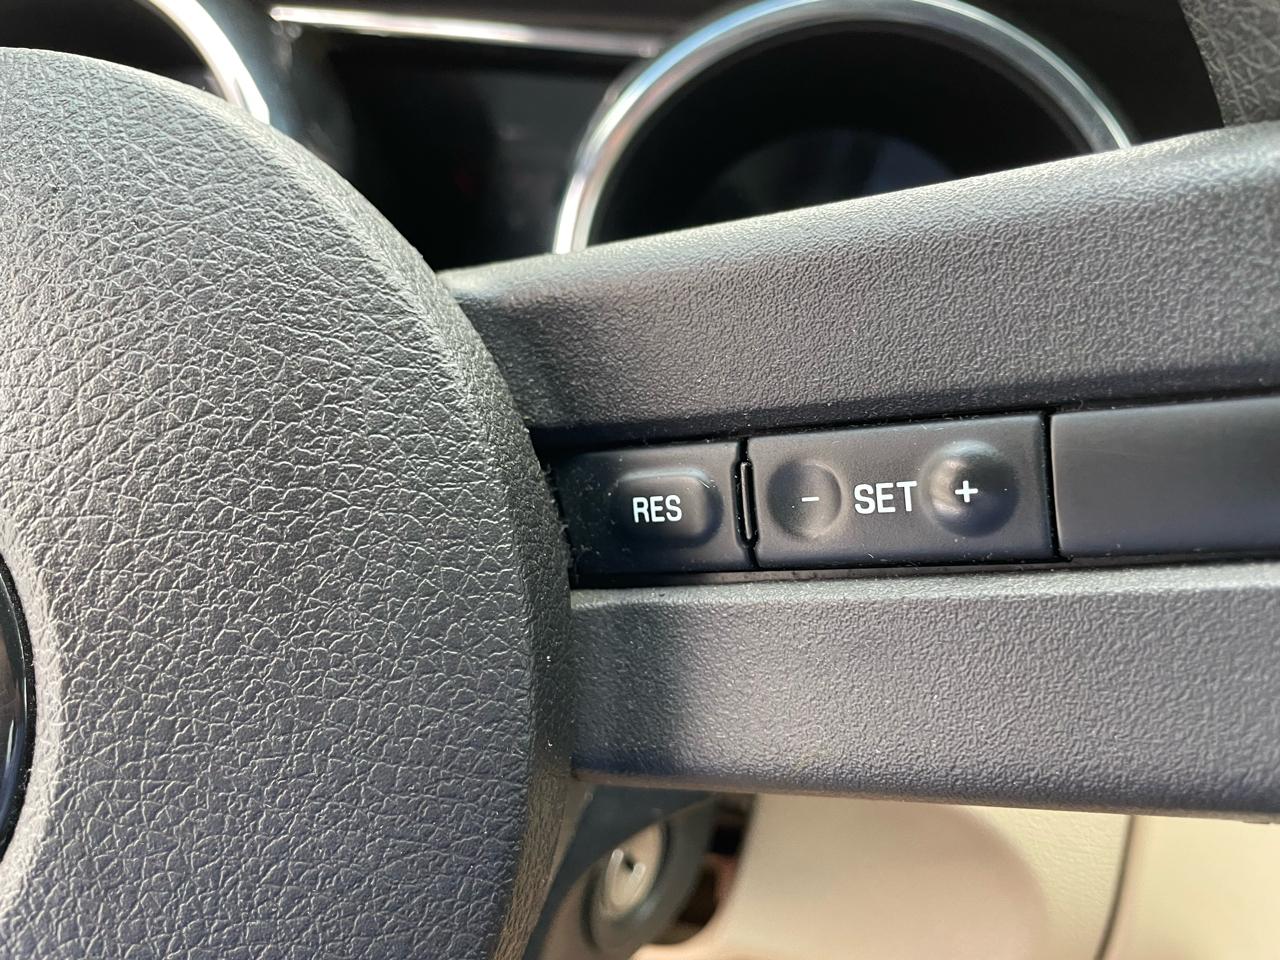 RES - SET +